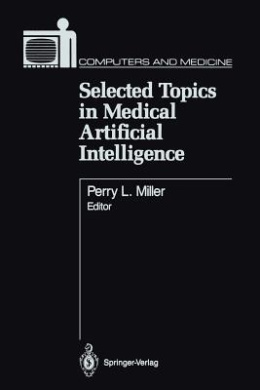 COMPUTERS AND MEDICINE
Selected Topics
in Medical
Artificial
Intelligence
Perry L. Miller
Editor
Springer-Verlag